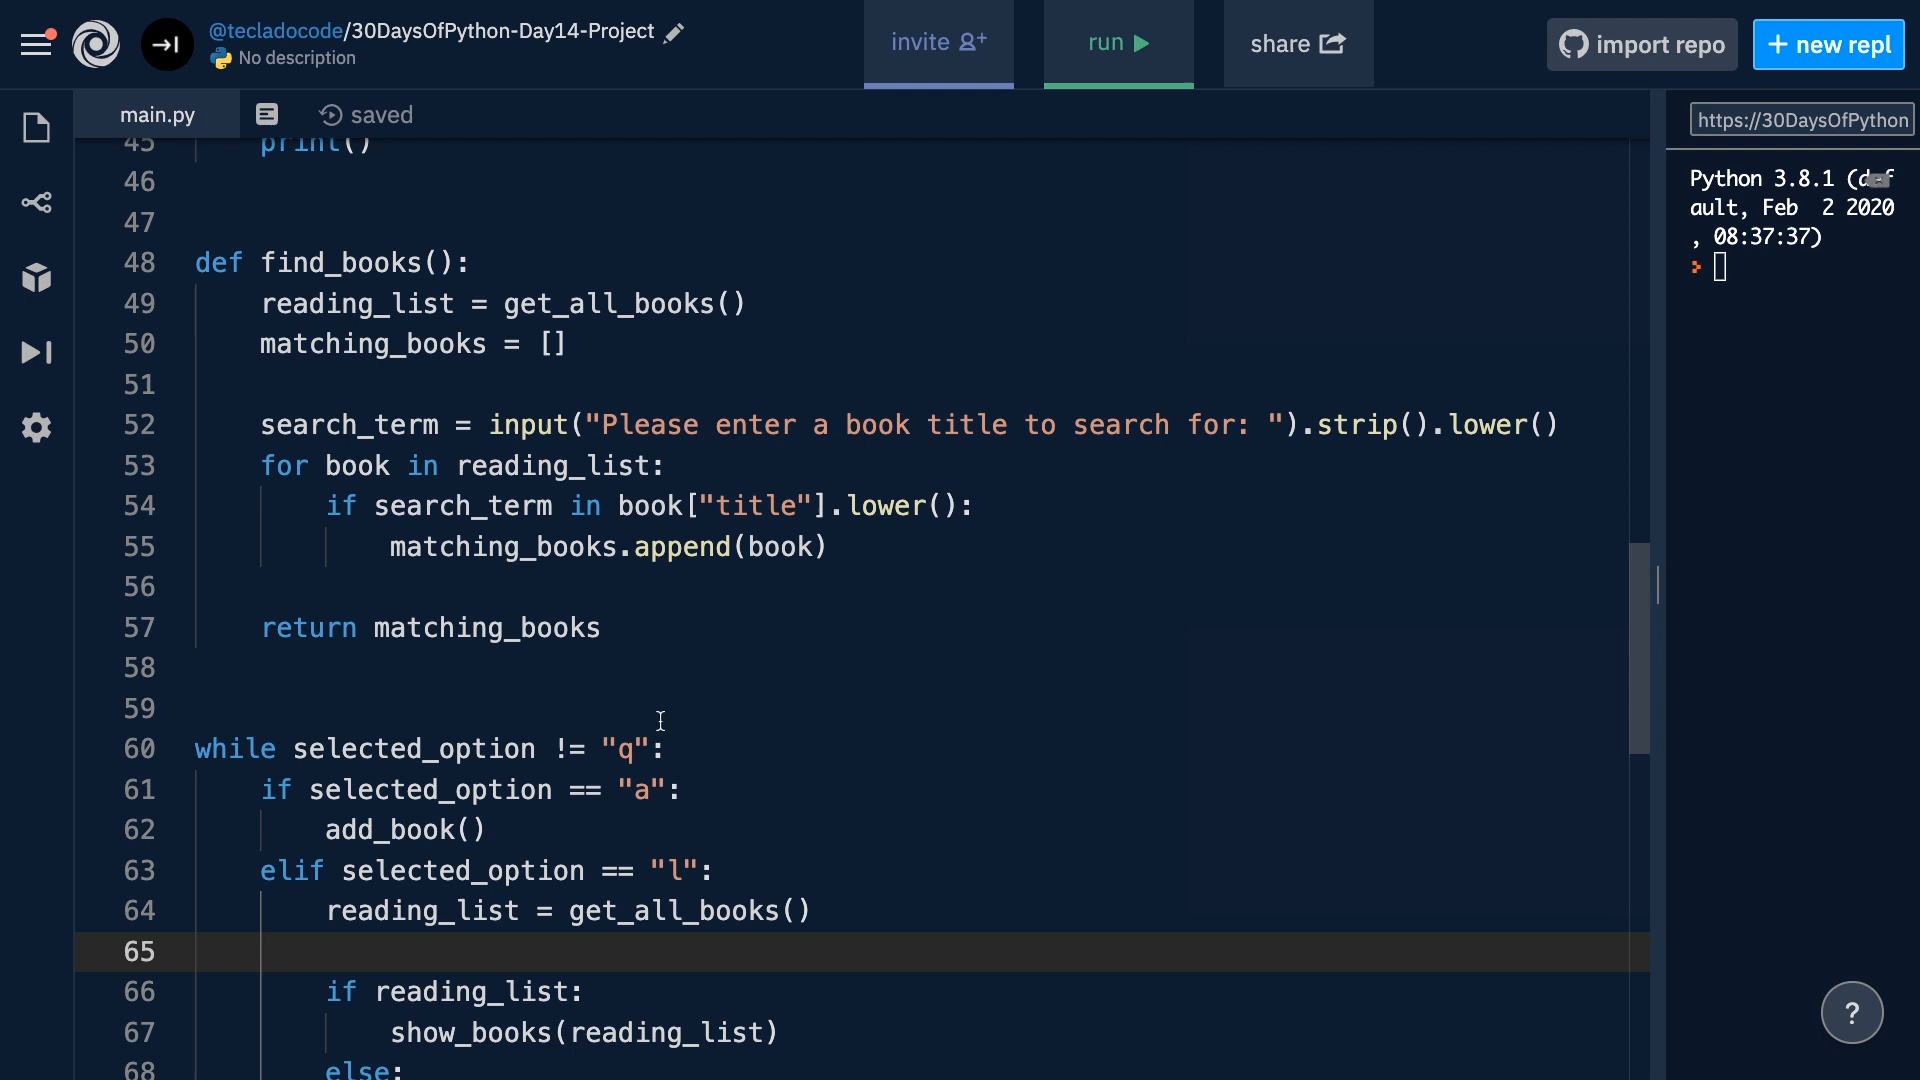 @tecladocode/30DaysOfPython-Day14-Project
No description
invite
run
share
import repo
+ new repl
main.py
saved
https://30DaysOfPython
Python 3.8.1 (def
ault, Feb  2 2020
, 08:37:37)
45     print()
46
47
48 def find_books():
49     reading_list = get_all_books()
50     matching_books = []
51
52     search_term = input("Please enter a book title to search for: ").strip().lower()
53     for book in reading_list:
54         if search_term in book["title"].lower():
55             matching_books.append(book)
56
57     return matching_books
58
59
60 while selected_option != "q":
61     if selected_option == "a":
62         add_book()
63     elif selected_option == "l":
64         reading_list = get_all_books()
65
66         if reading_list:
67             show_books(reading_list)
68         else:
?